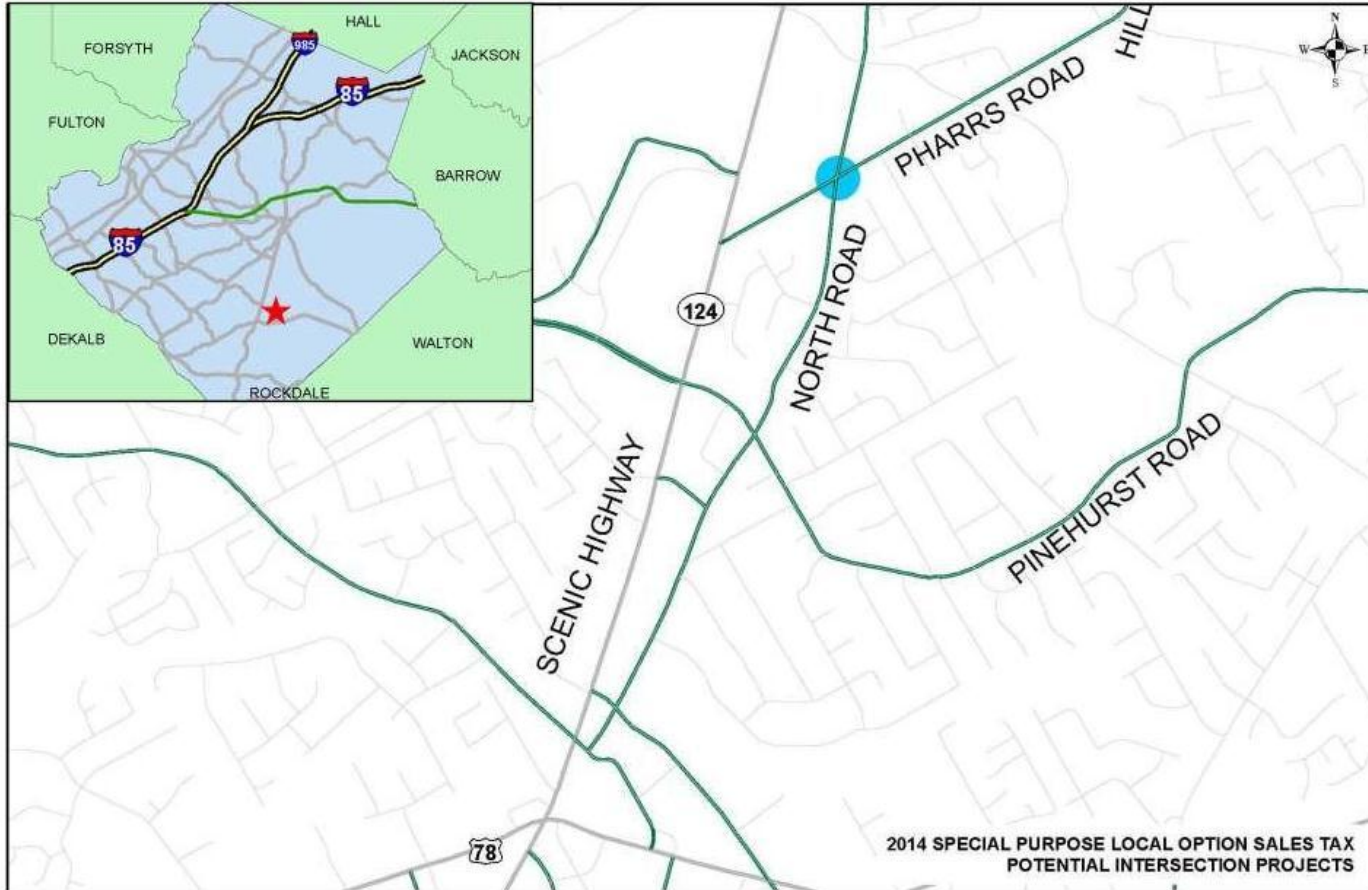 HALL
FORSYTH
985
JACKSON
85
FULTON
BARROW
85
DEKALB
WALTON
ROCKDALE
N
W
S
HILL
PHARRS ROAD
124
NORTH ROAD
SCENIC HIGHWAY
PINEHURST ROAD
78
2014 SPECIAL PURPOSE LOCAL OPTION SALES TAX
POTENTIAL INTERSECTION PROJECTS